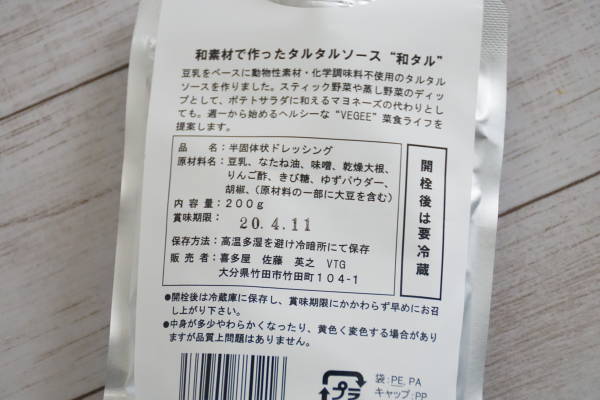 和素材で作ったタルタルソース “和タル”
豆乳をベースに動物性素材・化学調味料不使用のタルタル
ソースを作りました。スティック野菜や蒸し野菜のディッ
プとして、ポテトサラダに和えるマヨネーズの代わりとし
ても。週一から始めるヘルシーな “VEGEE” 菜食ライフを
提案します。
品 名：半固体状ドレッシング
原材料名：豆乳、なたね油、味噌、乾燥大根、
りんご酢、きび糖、ゆずパウダー、
胡椒、（原材料の一部に大豆を含む）
内 容 量：２００g
賞味期限： 20.4.11
保存方法：高温多湿を避け冷暗所にて保存
販 売 者：喜多屋 佐藤 英之 VTG
大分県竹田市竹田町１０４-１
開栓後は要冷蔵
●開栓後は冷蔵庫に保存し、賞味期限にかかわらず早めにお召
し上がり下さい。
●中身が多少やわらかくなったり、黄色く変色する場合があり
ますが品質上問題はありません。
プラ
袋：PE, PA
キャップ：PP